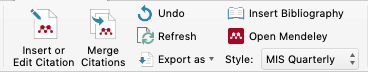 Insert or
Edit Citation
Merge
Citations
Undo
Refresh
Export as
Insert Bibliography
Open Mendeley
Style: MIS Quarterly